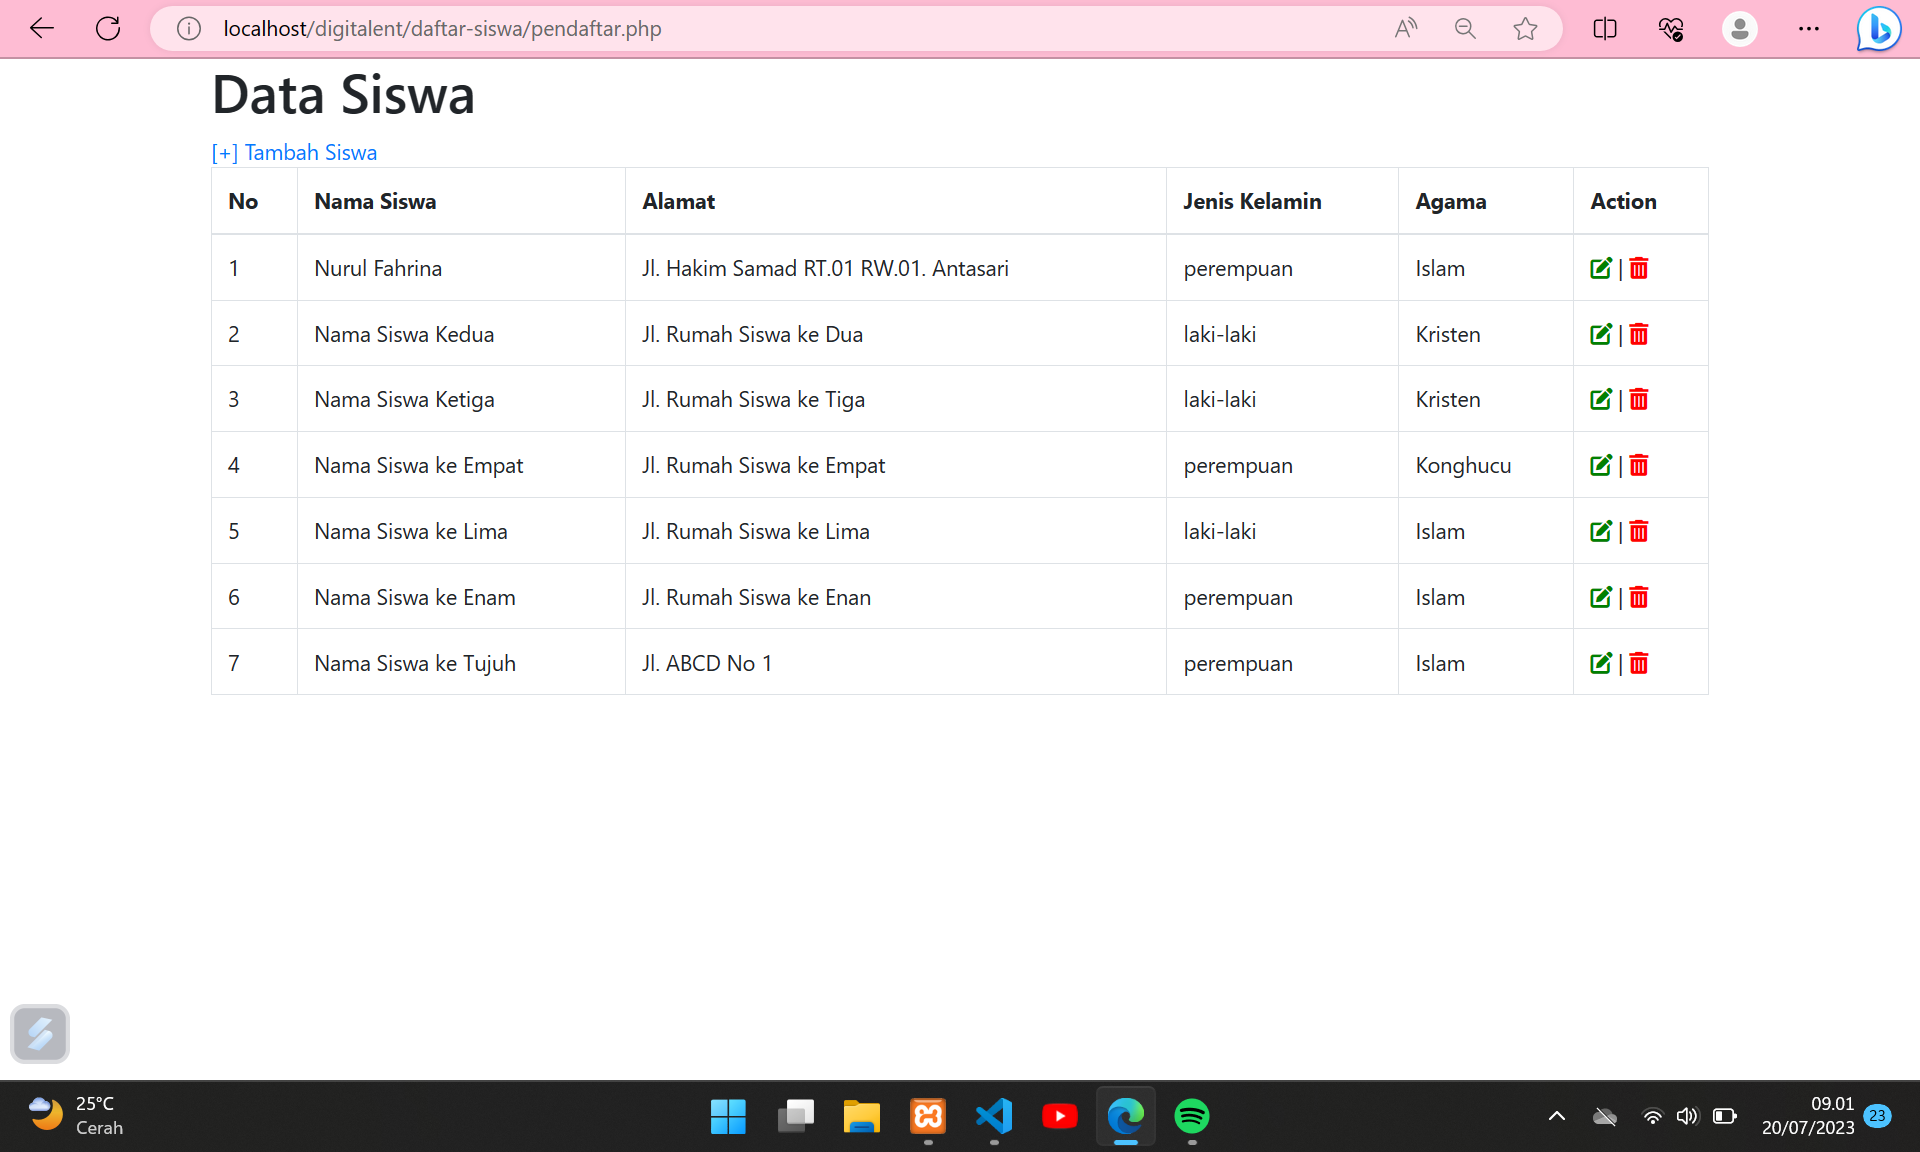 localhost/digitalent/daftar-siswa/pendaftar.php
Data Siswa
[+] Tambah Siswa
No Nama Siswa Alamat Jenis Kelamin Agama Action
1 Nurul Fahrina Jl. Hakim Samad RT.01 RW.01. Antasari perempuan Islam |
2 Nama Siswa Kedua Jl. Rumah Siswa ke Dua laki-laki Kristen |
3 Nama Siswa Ketiga Jl. Rumah Siswa ke Tiga laki-laki Kristen |
4 Nama Siswa ke Empat Jl. Rumah Siswa ke Empat perempuan Konghucu |
5 Nama Siswa ke Lima Jl. Rumah Siswa ke Lima laki-laki Islam |
6 Nama Siswa ke Enam Jl. Rumah Siswa ke Enan perempuan Islam |
7 Nama Siswa ke Tujuh Jl. ABCD No 1 perempuan Islam |
25°C
Cerah
09.01
20/07/2023
23